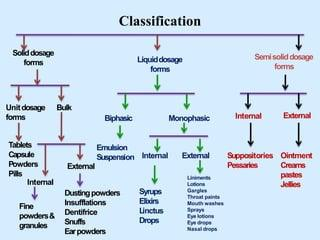 Classification
Solid dosage
forms
Liquid dosage
forms
Semisolid dosage
forms
Unit dosage
forms
Bulk
Biphasic
Monophasic
Internal
External
Tablets
Capsule
Powders
Pills
Internal
External
Fine
powders &
granules
Dusting powders
Insufflations
Dentifrice
Snuffs
Ear powders
Emulsion
Suspension
Internal
External
Syrups
Elixirs
Linctus
Drops
Liniments
Lotions
Gargles
Throat paints
Mouth washes
Sprays
Eye lotions
Eye drops
Nasal drops
Suppositories
Pessaries
Ointment
Creams
pastes
Jellies